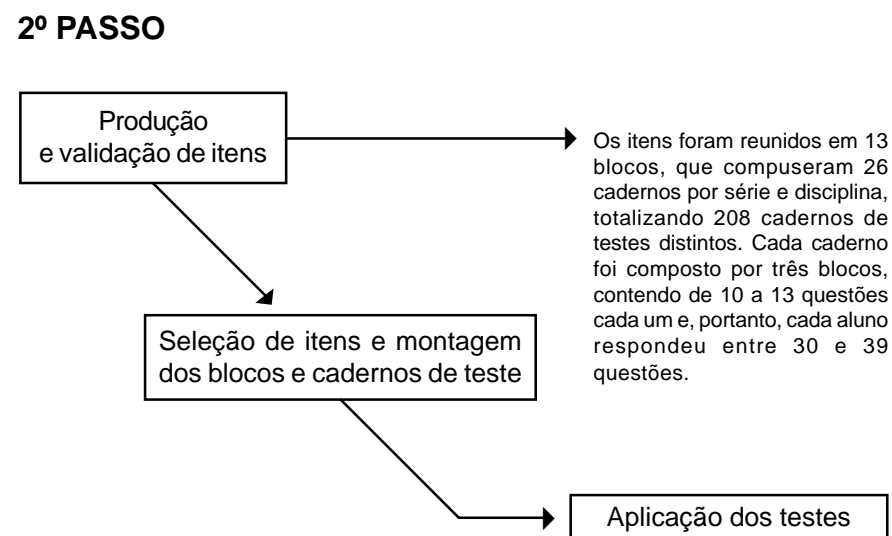 2º PASSO
Produção
e validação de itens
Os itens foram reunidos em 13
blocos, que compuseram 26
cadernos por série e disciplina,
totalizando 208 cadernos de
testes distintos. Cada caderno
foi composto por três blocos,
contendo de 10 a 13 questões
cada um e, portanto, cada aluno
respondeu entre 30 e 39
questões.
Seleção de itens e montagem
dos blocos e cadernos de teste
Aplicação dos testes